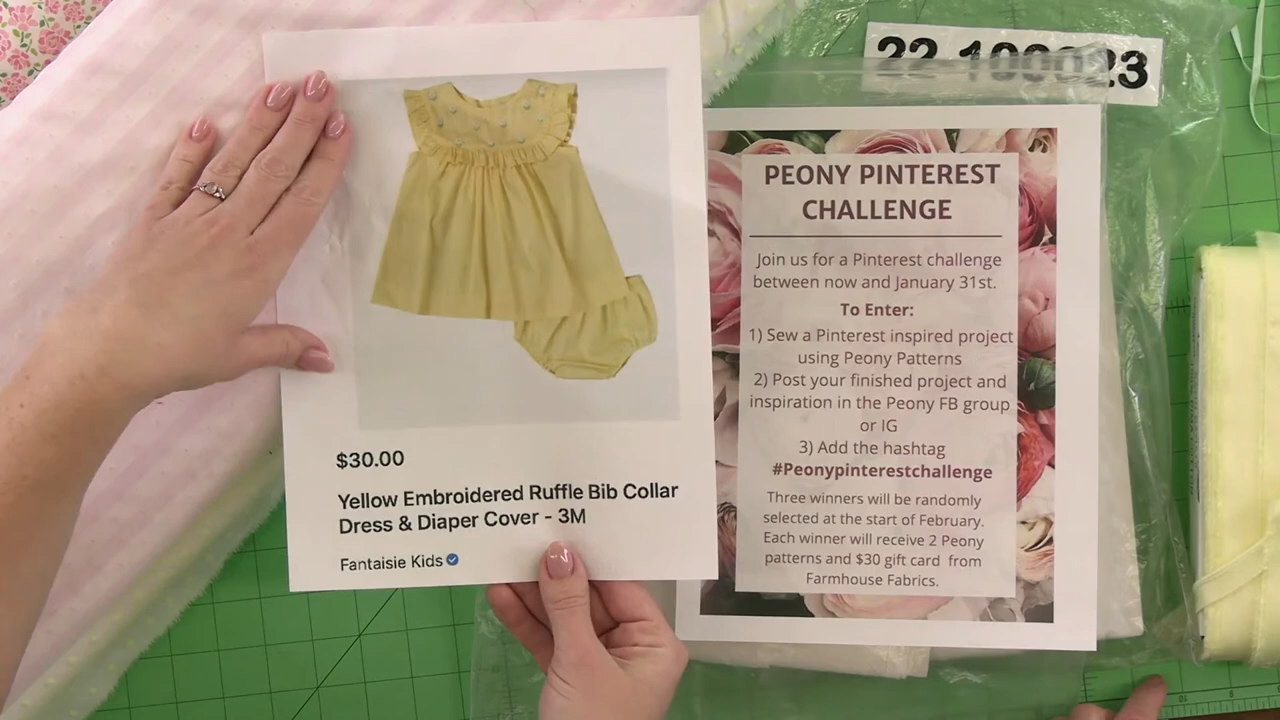 $30.00
Yellow Embroidered Ruffle Bib Collar
Dress & Diaper Cover - 3M
Fantaisie Kids
PEONY PINTEREST
CHALLENGE
Join us for a Pinterest challenge
between now and January 31st.
To Enter:
1) Sew a Pinterest inspired project
using Peony Patterns
2) Post your finished project and
inspiration in the Peony FB group
or IG
3) Add the hashtag
#Peonypinterestchallenge
Three winners will be randomly
selected at the start of February.
Each winner will receive 2 Peony
patterns and $30 gift card from
Farmhouse Fabrics.
10
9